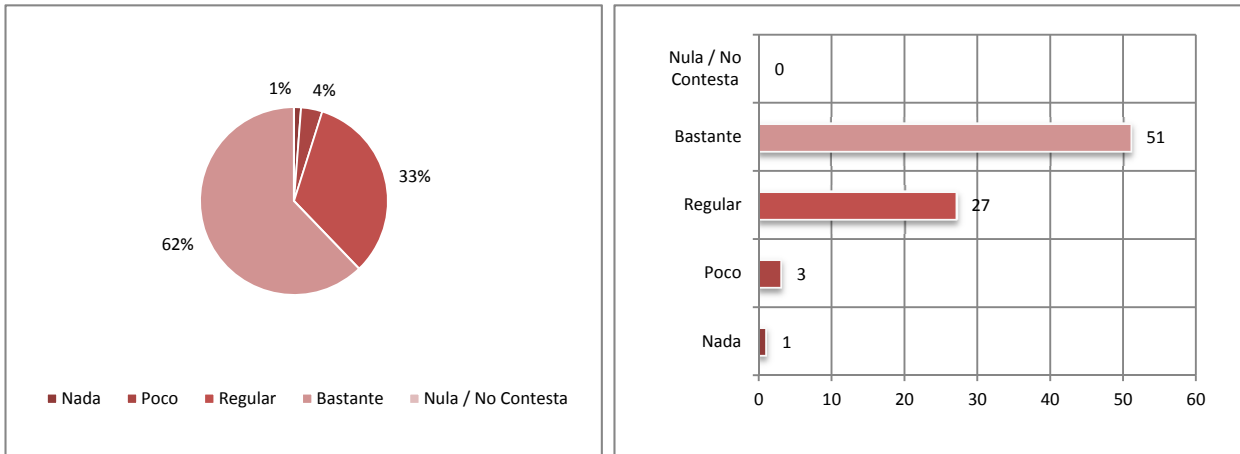 1%
4%
33%
62%
Nada Poco Regular Bastante Nula / No Contesta
Nula / No
Contesta
0
Bastante
51
Regular
27
Poco
3
Nada
1
0 10 20 30 40 50 60